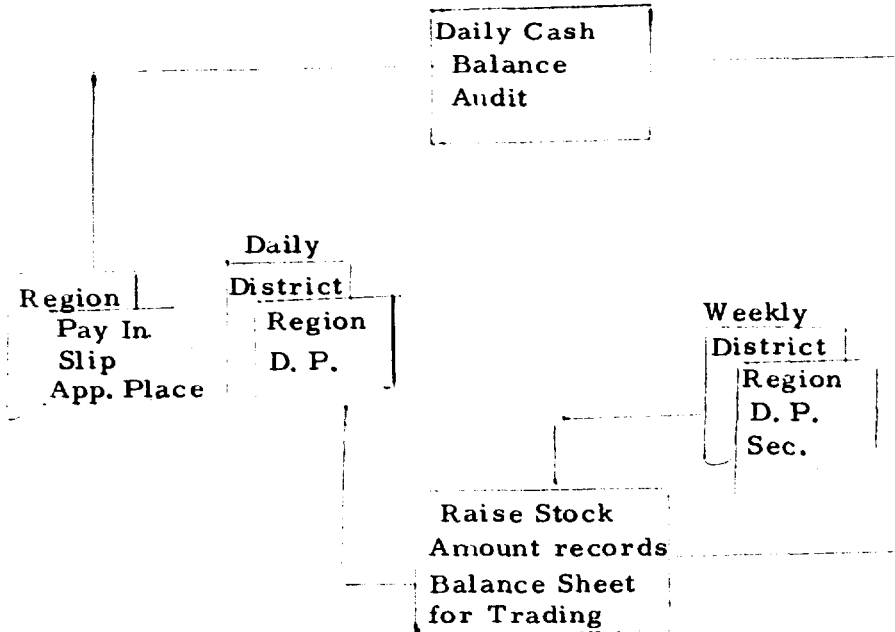 Daily Cash
Balance
Audit
Region
Pay In
Slip
App. Place
Daily
District
Region
D. P.
Weekly
District
Region
D. P.
Sec.
Raise Stock
Amount records
Balance Sheet
for Trading